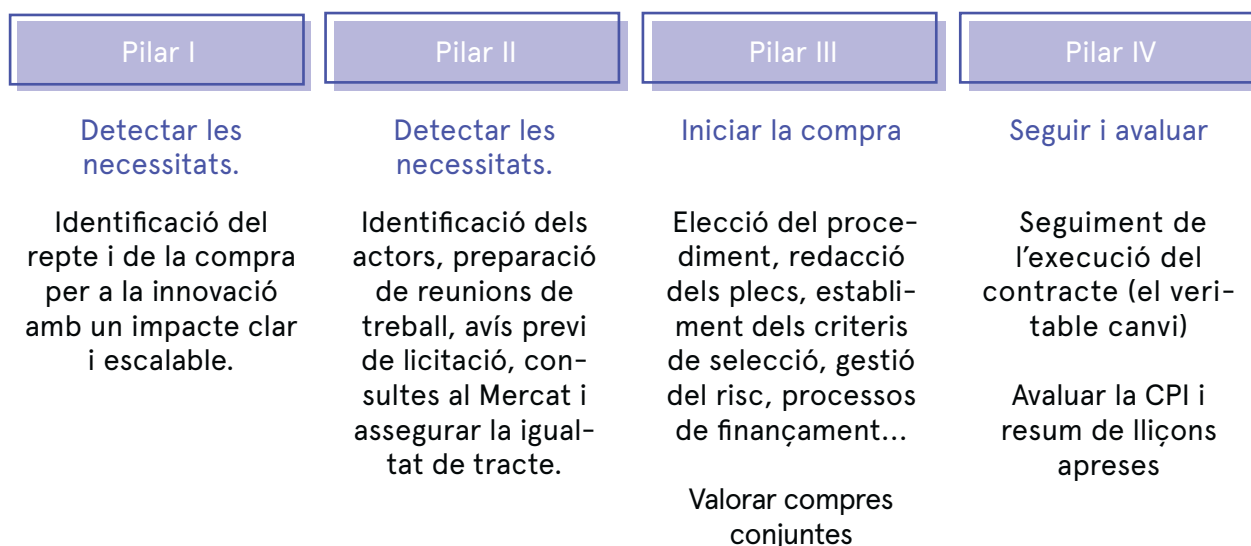 Pilar I
Detectar les
necessitats.
Identificació del
repte i de la compra
per a la innovació
amb un impacte clar
i escalable.
Pilar II
Detectar les
necessitats.
Identificació dels
actors, preparació
de reunions de
treball, avís previ
de licitació, con-
sultes al Mercat i
assegurar la igual-
tat de tracte.
Pilar III
Iniciar la compra
Elecció del proce-
diment, redacció
dels plecs, establi-
ment dels criteris
de selecció, gestió
del risc, processos
de finançament...
Valorar compres
conjuntes
Pilar IV
Seguir i avaluar
Seguiment de
l’execució del
contracte (el veri-
table canvi)
Avaluar la CPI i
resum de lliçons
apreses